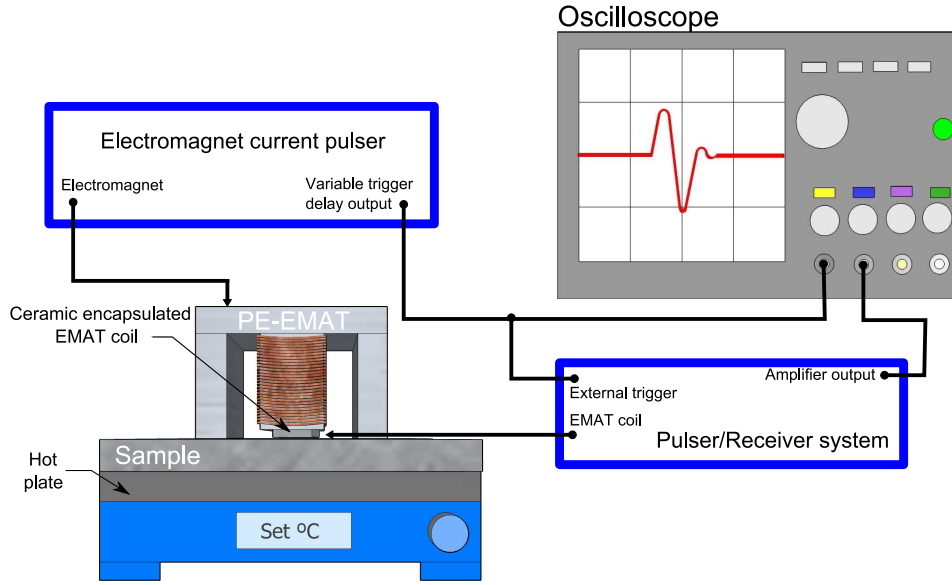 Oscilloscope
Electromagnet current pulser
Electromagnet
Variable trigger
delay output
Ceramic encapsulated
EMAT coil
PE-EMAT
Amplifier output
External trigger
EMAT coil
Pulser/Receiver system
Sample
Hot
plate
Set ºC